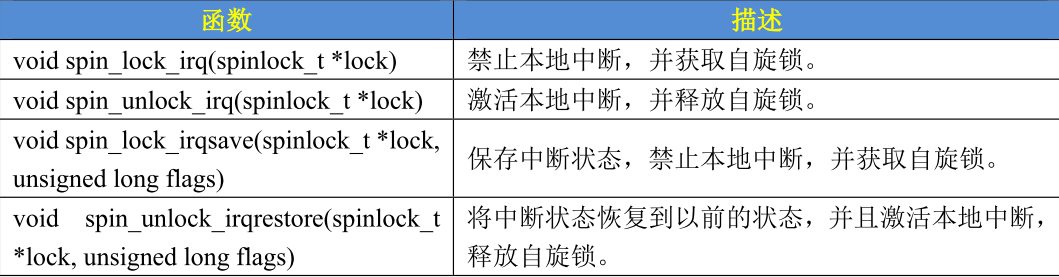 函数 描述
void spin_lock_irq(spinlock_t *lock) 禁止本地中断，并获取自旋锁。
void spin_unlock_irq(spinlock_t *lock) 激活本地中断，并释放自旋锁。
void spin_lock_irqsave(spinlock_t *lock,
unsigned long flags)
保存中断状态，禁止本地中断，并获取自旋锁。
void spin_unlock_irqrestore(spinlock_t
*lock, unsigned long flags)
将中断状态恢复到以前的状态，并且激活本地中断，
释放自旋锁。